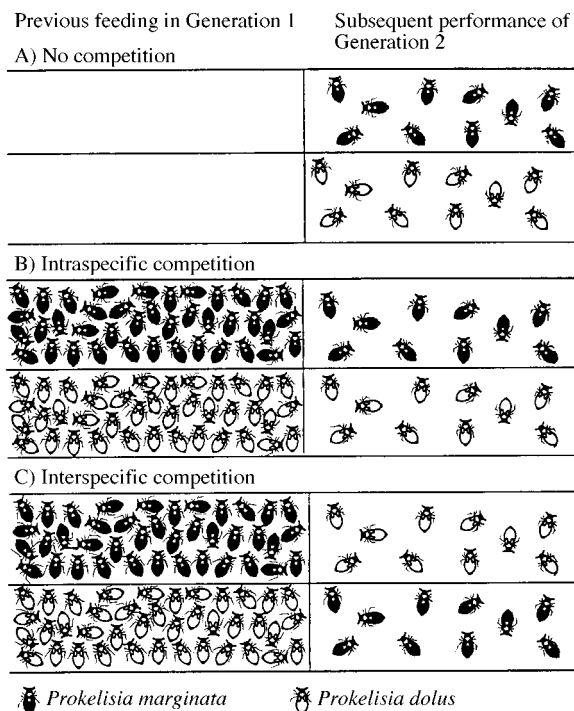 Previous feeding in Generation 1
Subsequent performance of
Generation 2
A) No competition
B) Intraspecific competition
C) Interspecific competition
Prokelisia marginata
Prokelisia dolus